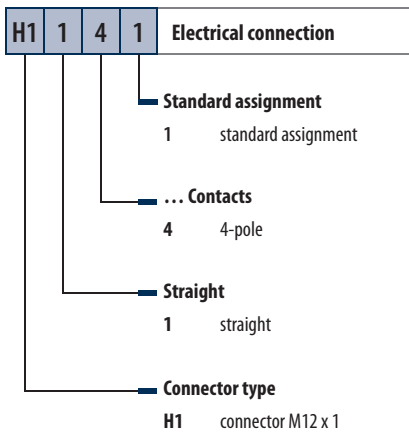 H1 1 4 1 Electrical connection
Standard assignment
1 standard assignment
… Contacts
4 4-pole
Straight
1 straight
Connector type
H1 connector M12 x 1